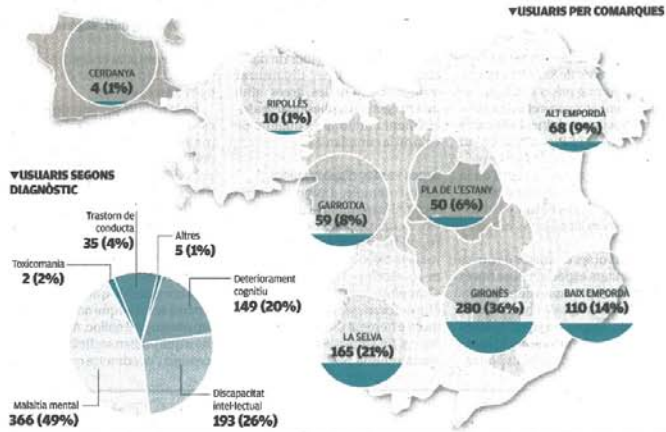 ▼USUARIS PER COMARQUES
CERDANYA
4 (1%)
RIPOLLÈS
10 (1%)
ALT EMPORDÀ
68 (9%)
GARROTXA
59 (8%)
PLA DE L'ESTANY
50 (6%)
GIRONÈS
280 (36%)
BAIX EMPORDÀ
110 (14%)
LA SELVA
165 (21%)
▼USUARIS SEGONS
DIAGNÒSTIC
Trastorn de
conducta
35 (4%)
Altres
5 (1%)
Toxicomania
2 (2%)
Deteriorament
cognitiu
149 (20%)
Malaltia mental
366 (49%)
Discapacitat
intel·lectual
193 (26%)